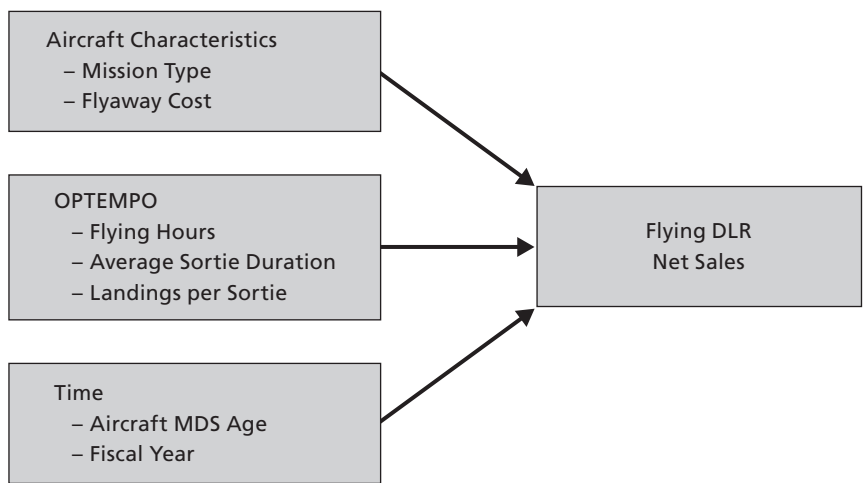 Aircraft Characteristics
– Mission Type
– Flyaway Cost
OPTEMPO
– Flying Hours
– Average Sortie Duration
– Landings per Sortie
Time
– Aircraft MDS Age
– Fiscal Year
Flying DLR
Net Sales